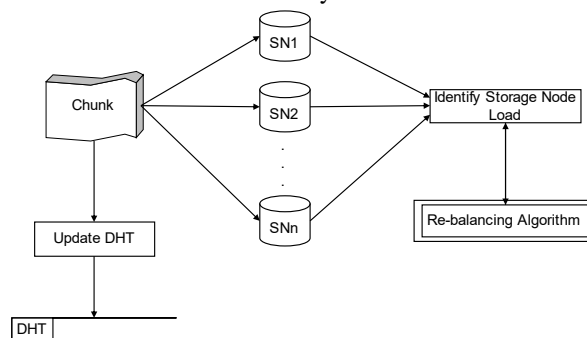 SN1
Chunk
SN2
Identify Storage Node
Load
.
.
.
SNn
Re-balancing Algorithm
Update DHT
DHT